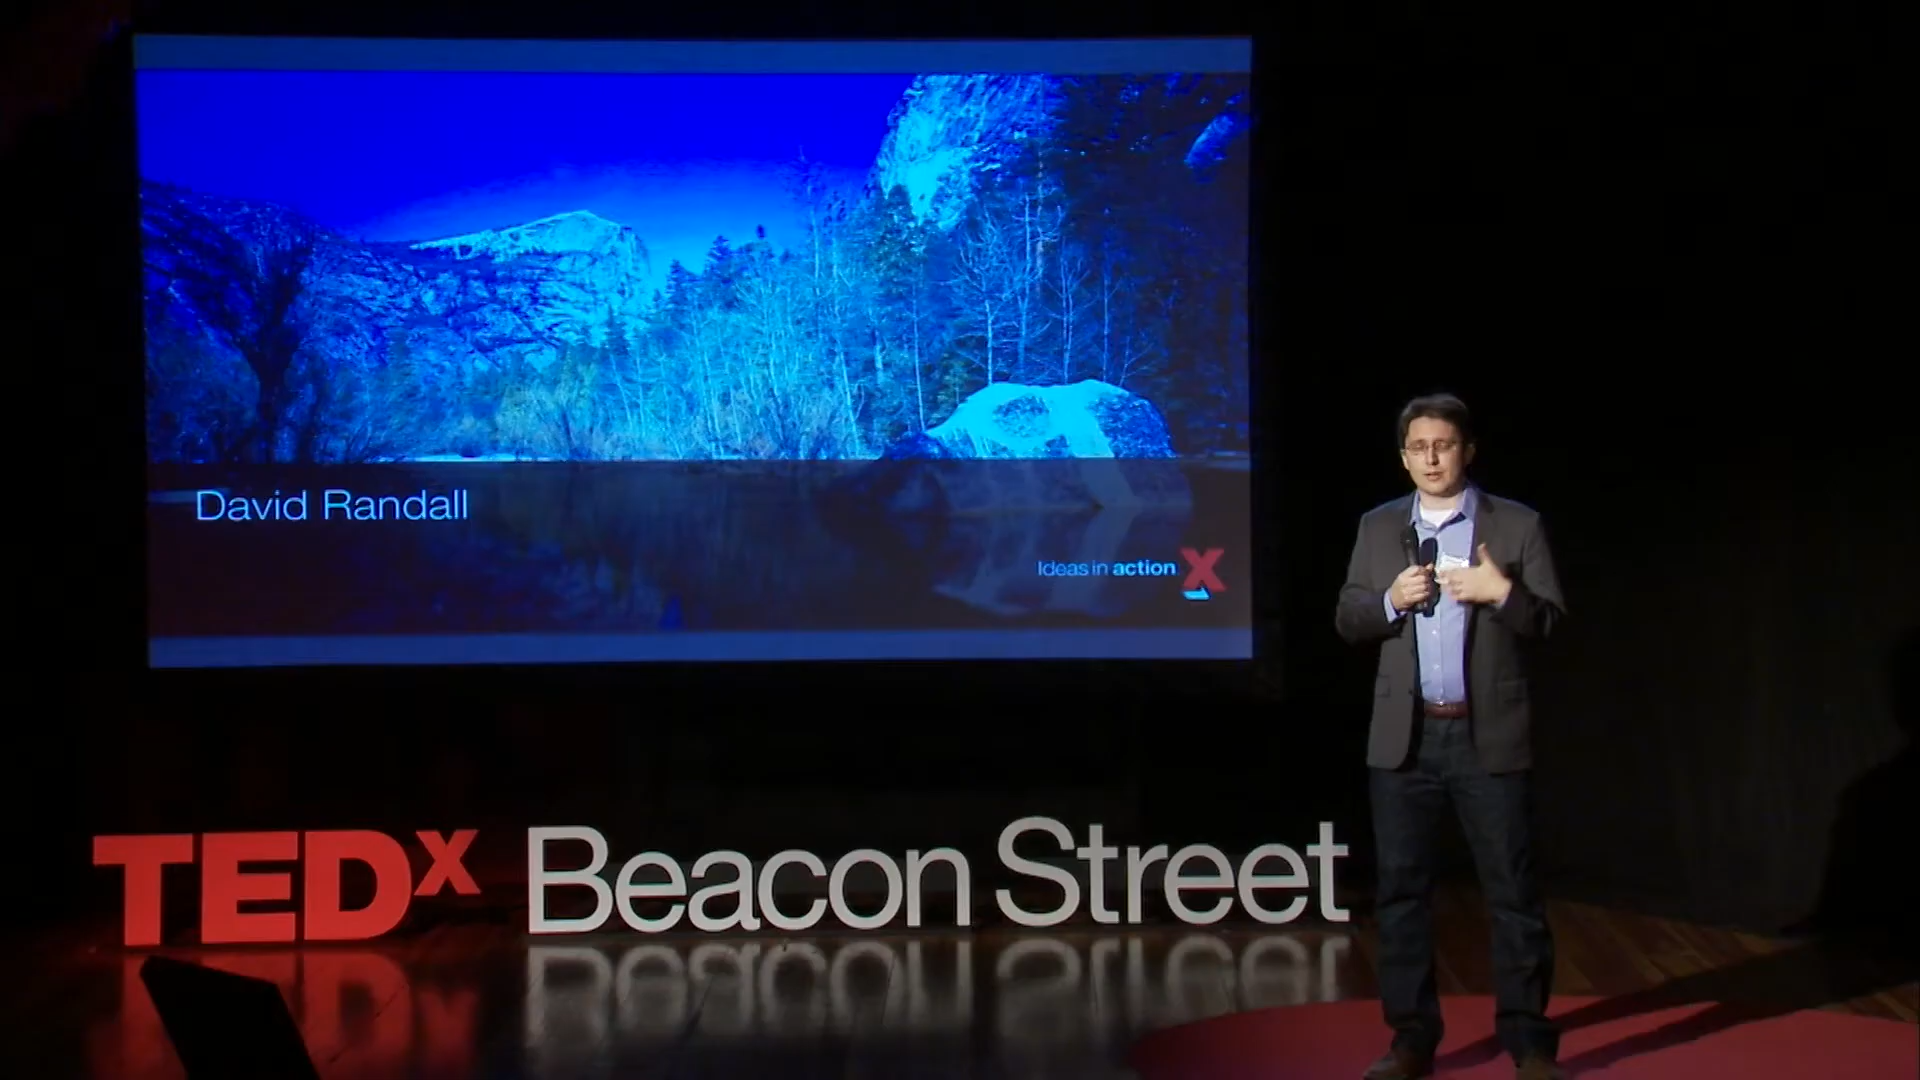 David Randall
Ideas in action X
TEDx Beacon Street